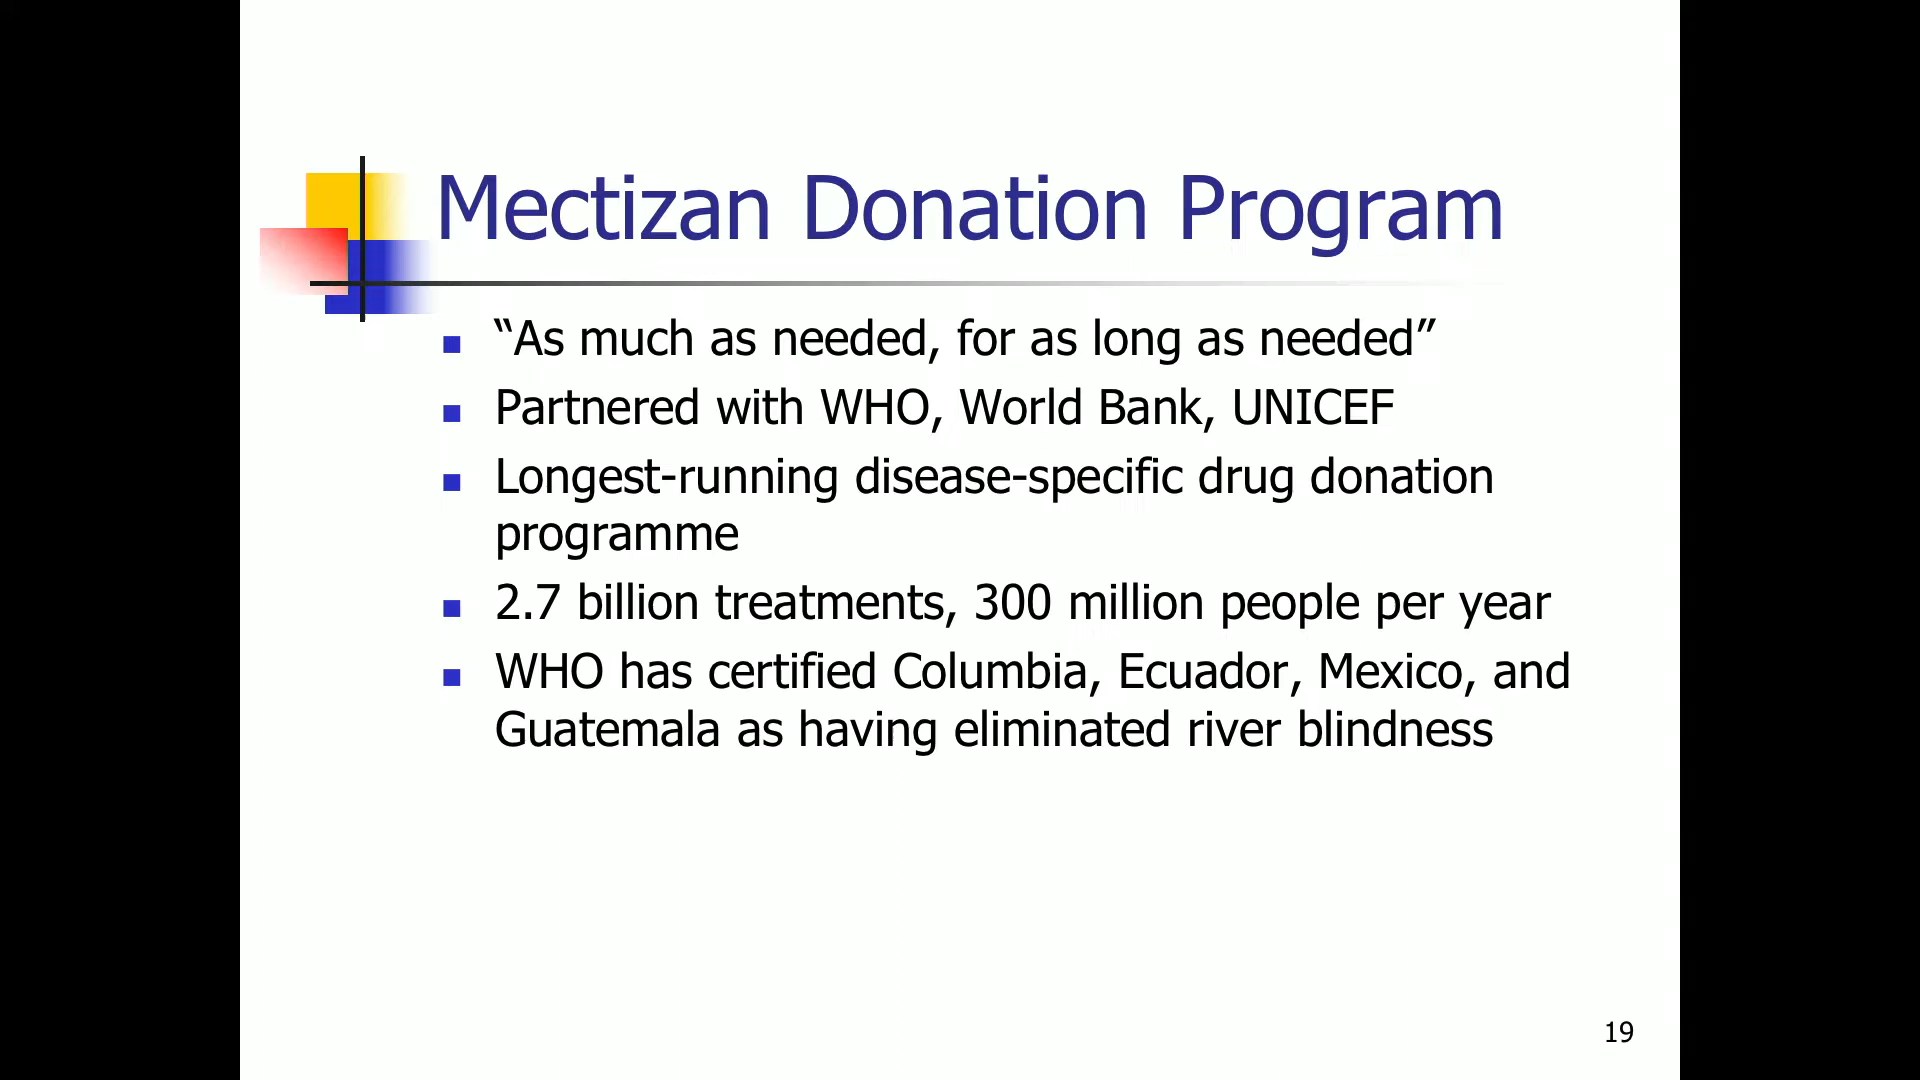 Mectizan Donation Program
“As much as needed, for as long as needed”
Partnered with WHO, World Bank, UNICEF
Longest-running disease-specific drug donation
programme
2.7 billion treatments, 300 million people per year
WHO has certified Columbia, Ecuador, Mexico, and
Guatemala as having eliminated river blindness
19